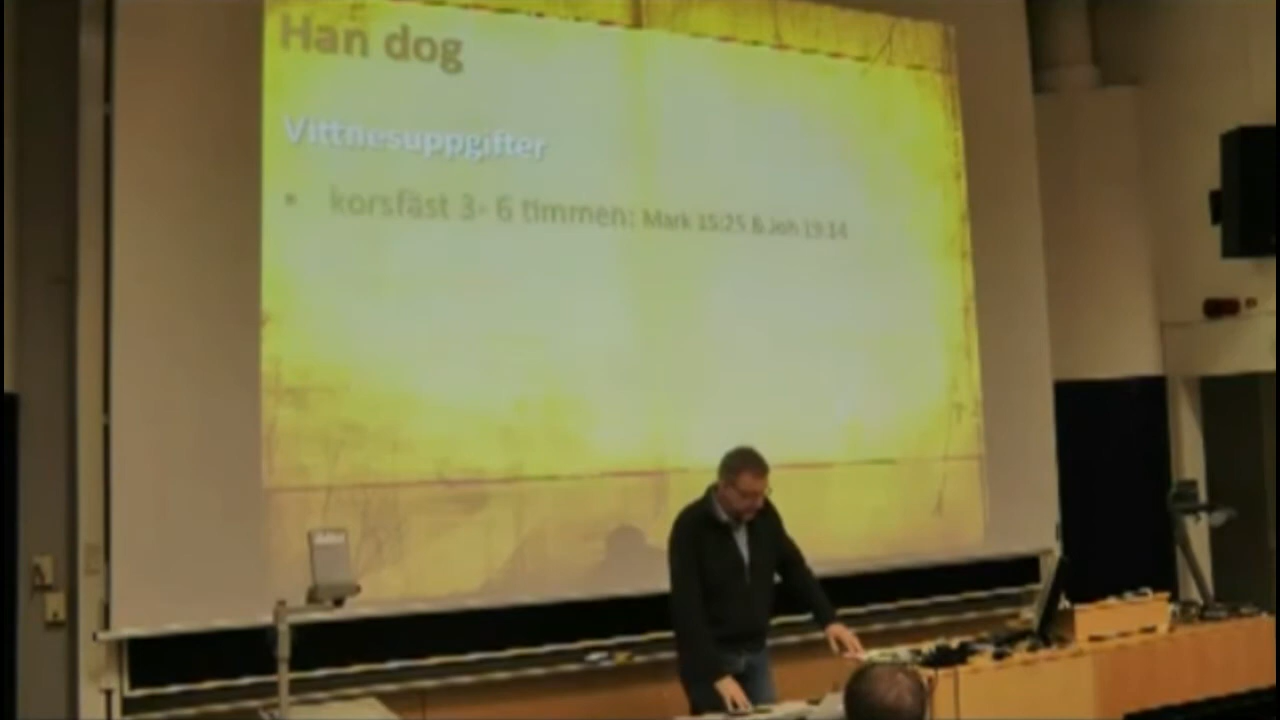 Han dog
Vittnesuppgifter
• korsfäst 3- 6 timmen: Mark 15:25 & Joh 19:14